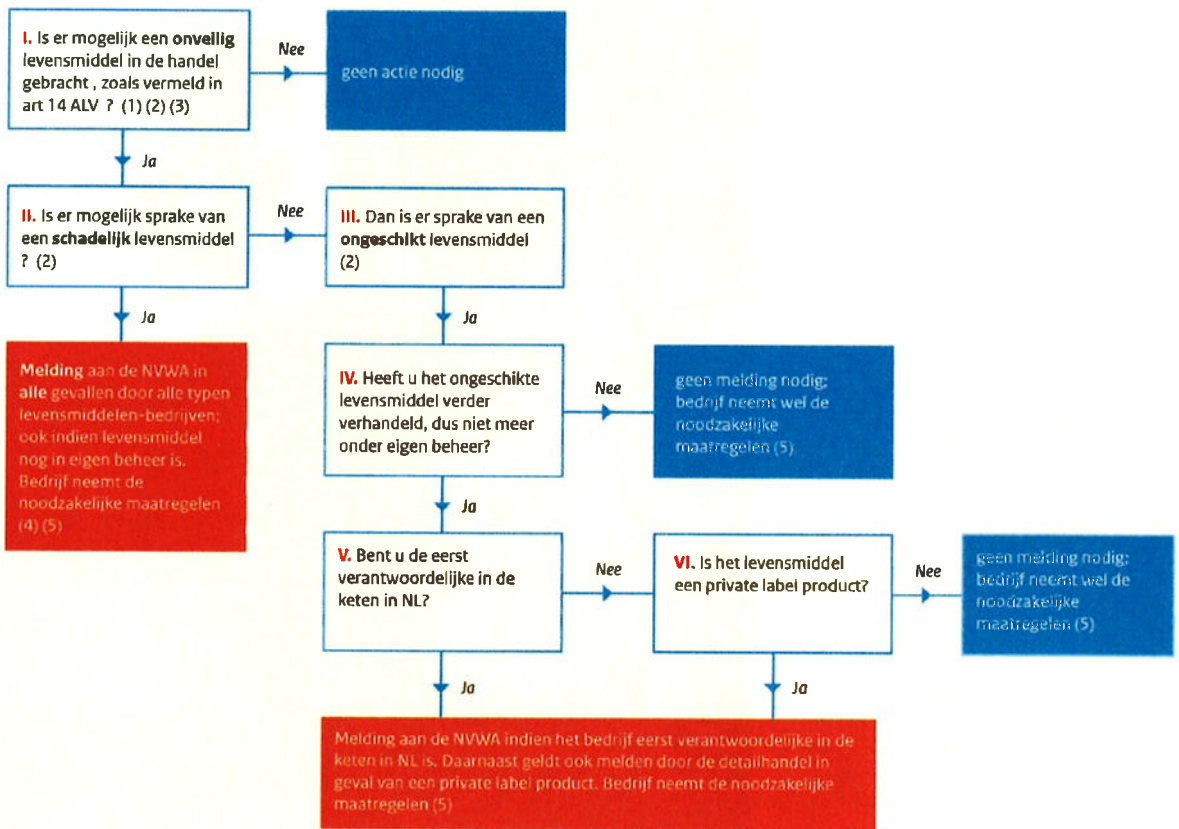 I. Is er mogelijk een onveilig
levensmiddel in de handel
gebracht , zoals vermeld in
art 14 ALV ? (1) (2) (3)
Nee
geen actie nodig
Ja
II. Is er mogelijk sprake van
een schadelijk levensmiddel
? (2)
Nee
III. Dan is er sprake van een
ongeschikt levensmiddel
(2)
Ja
Ja
Melding aan de NVWA in
alle gevallen door alle typen
levensmiddelen-bedrijven;
ook indien levensmiddel
nog in eigen beheer is.
Bedrijf neemt de
noodzakelijke maatregelen
(4) (5)
IV. Heeft u het ongeschikte
levensmiddel verder
verhandeld, dus niet meer
onder eigen beheer?
Nee
geen melding nodig;
bedrijf neemt wel de
noodzakelijke
maatregelen (5)
Ja
V. Bent u de eerst
verantwoordelijke in de
keten in NL?
Nee
VI. Is het levensmiddel
een private label product?
Nee
geen melding nodig;
bedrijf neemt wel de
noodzakelijke
maatregelen (5)
Ja
Ja
Melding aan de NVWA indien het bedrijf eerst verantwoordelijke in de
keten in NL is. Daarnaast geldt ook melden door de detailhandel in
geval van een private label product. Bedrijf neemt de noodzakelijke
maatregelen (5)